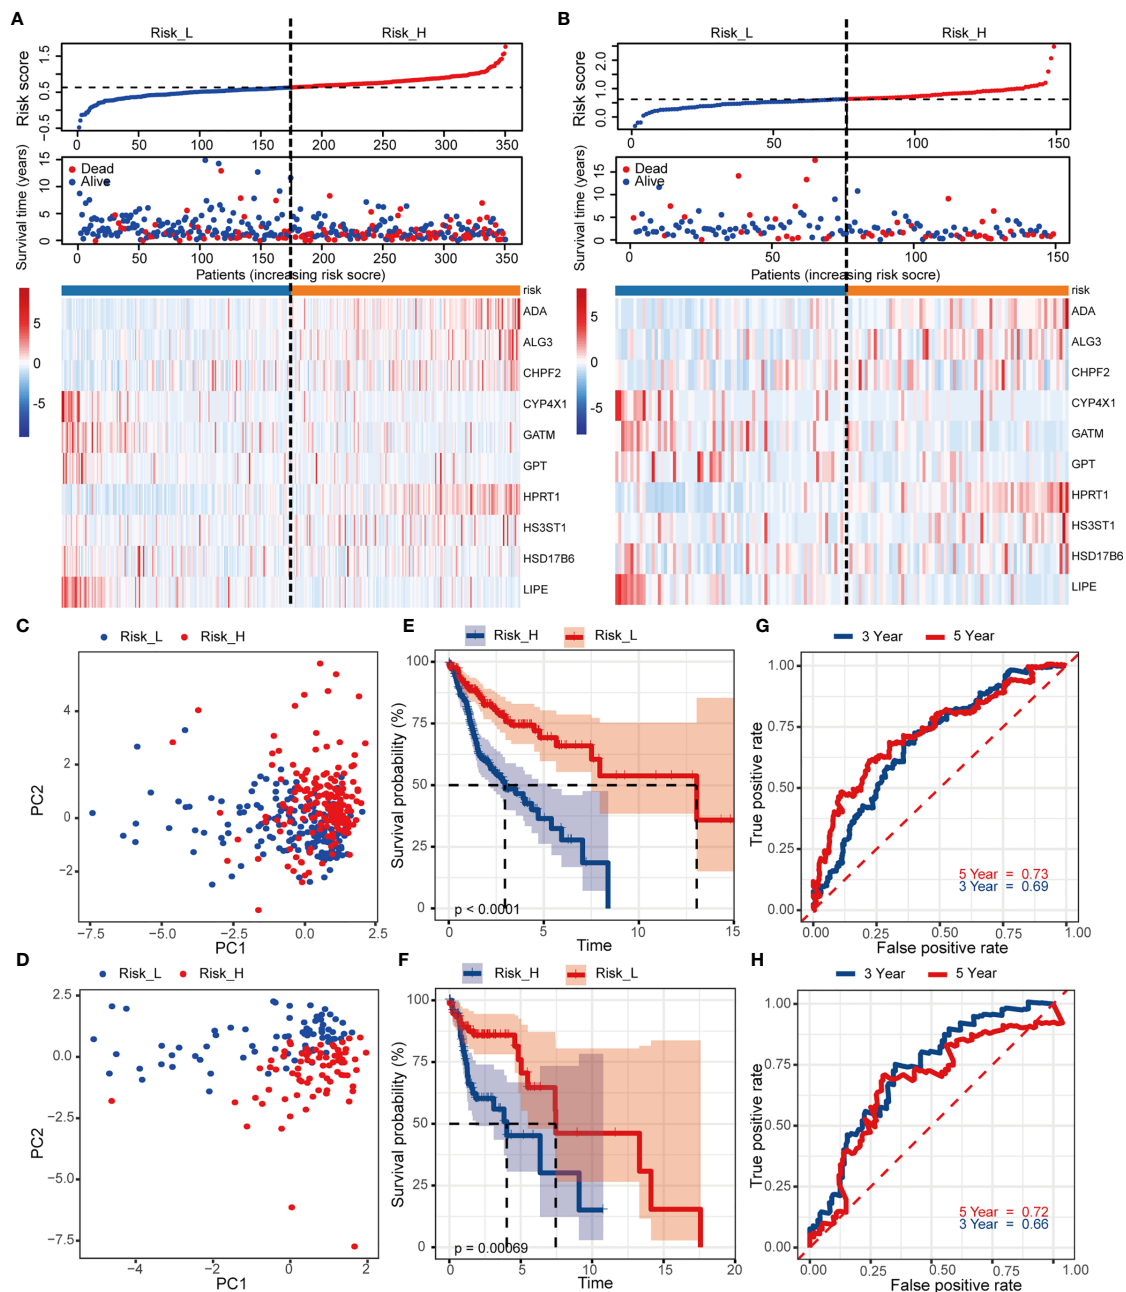 A
Risk_L
Risk_H
Risk score
1.5
0.5
−0.5
0
50
100
150
200
250
300
350
Survival time (years)
15
10
5
0
Dead
Alive
0
50
100
150
200
250
300
350
Patients (increasing risk socre)
risk
5
0
-5
ADA
ALG3
CHPF2
CYP4X1
GATM
GPT
HPRT1
HS3ST1
HSD17B6
LIPE
B
Risk_L
Risk_H
Risk score
2.0
1.0
0.0
0
50
100
150
Survival time (years)
15
10
5
0
Dead
Alive
0
50
100
150
Patients (increasing risk socre)
risk
5
0
-5
ADA
ALG3
CHPF2
CYP4X1
GATM
GPT
HPRT1
HS3ST1
HSD17B6
LIPE
C
Risk_L
Risk_H
PC2
4
2
0
−2
−7.5
−5.0
−2.5
0.0
2.5
PC1
E
Risk_H
Risk_L
Survival probability (%)
100
75
50
25
0
p < 0.0001
0
5
10
15
Time
G
3 Year
5 Year
True positive rate
1.00
0.75
0.50
0.25
0.00
5 Year = 0.73
3 Year = 0.69
0.00
0.25
0.50
0.75
1.00
False positive rate
D
Risk_L
Risk_H
PC2
2.5
0.0
−2.5
−5.0
−7.5
−4
−2
0
2
PC1
F
Risk_H
Risk_L
Survival probability (%)
100
75
50
25
0
p = 0.00069
0
5
10
15
20
Time
H
3 Year
5 Year
True positive rate
1.00
0.75
0.50
0.25
0.00
5 Year = 0.72
3 Year = 0.66
0.00
0.25
0.50
0.75
1.00
False positive rate